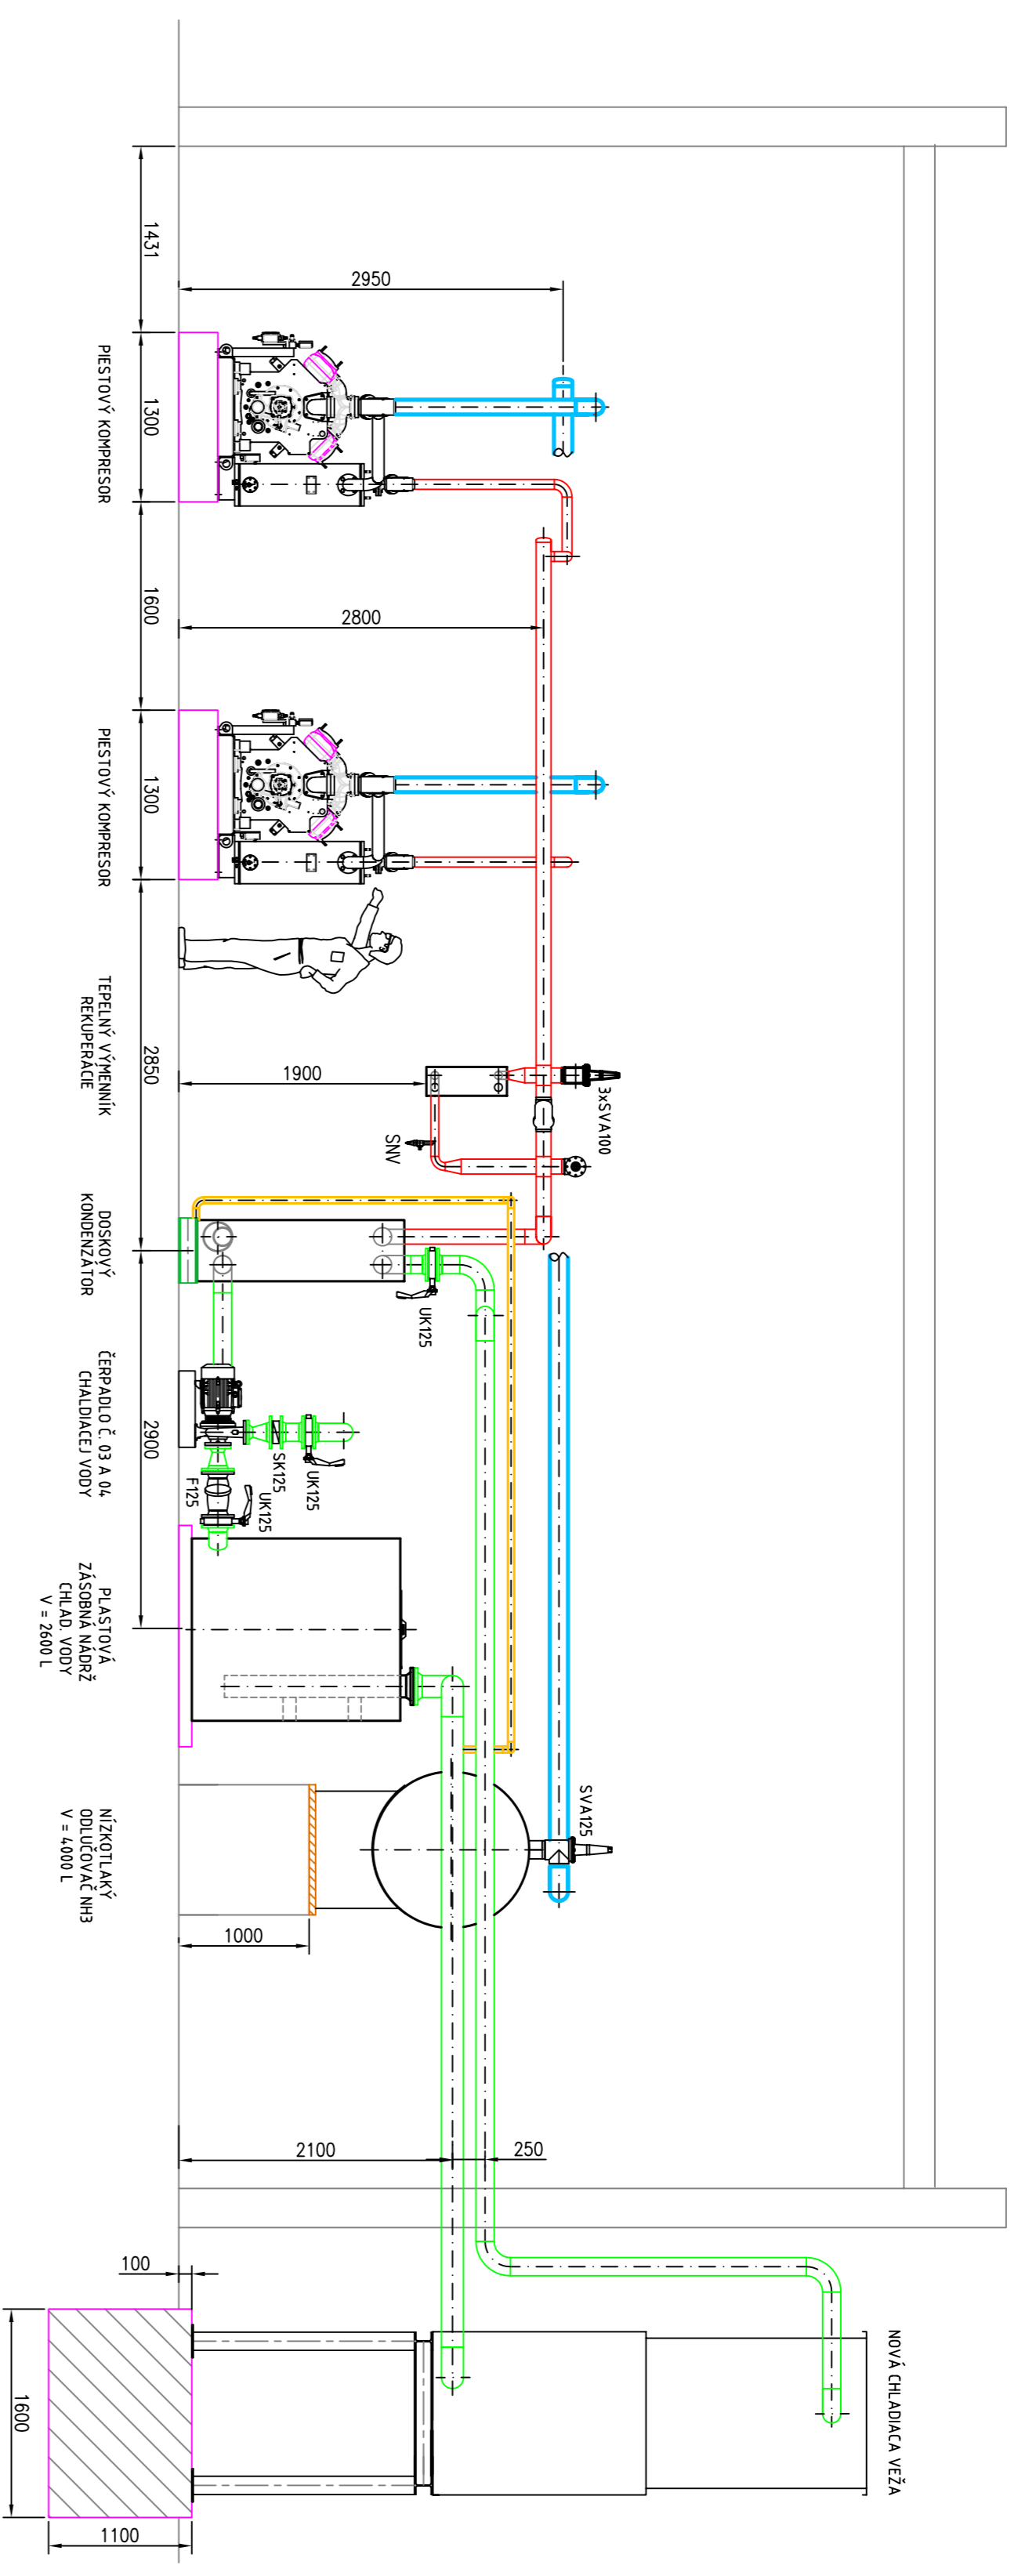 1431
2950
1300
PIESTOVÝ KOMPRESOR
1600
2800
1300
PIESTOVÝ KOMPRESOR
2850
TEPELNÝ VÝMENNÍK
REKUPERÁCIE
1900
3xSVA100
SNV
DOSKOVÝ
KONDENZÁTOR
UK125
2900
ČERPADLO Č. 03 A 04
CHALDIACEJ VODY
SK125
UK125
F125
UK125
PLASTOVÁ
ZÁSOBNÁ NÁDRŽ
CHLAD. VODY
V = 2600 L
SVA125
NÍZKOTLAKÝ
ODLUČOVAČ NH3
V = 4000 L
1000
2100
250
100
NOVÁ CHLADIACA VEŽA
1600
1100